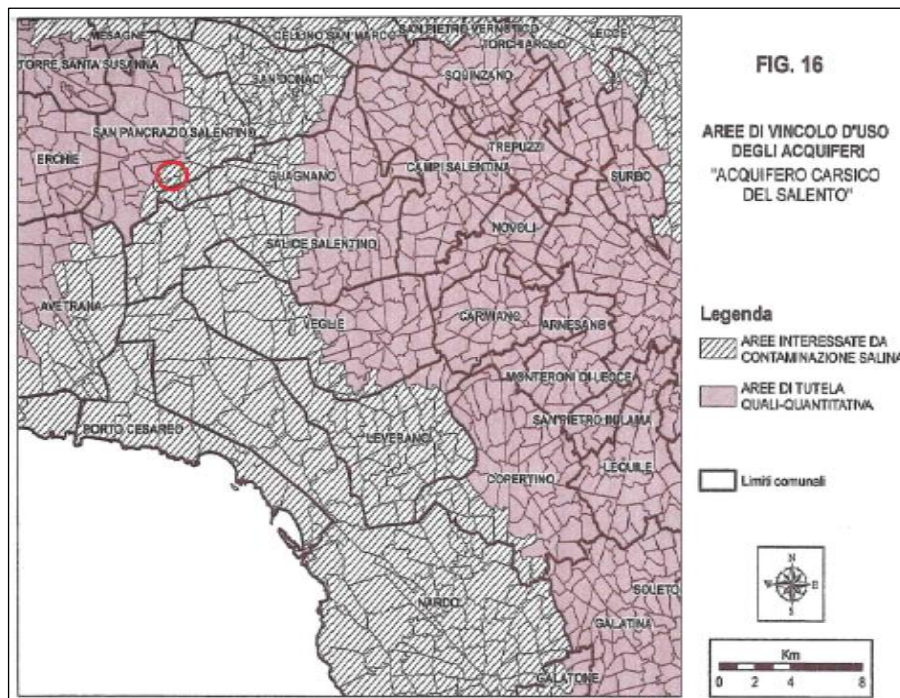 MESAGNE
CELLINO SAN MARCO
SAN PIETRO VERNOTICO
TORCHIAROLO
LECCE
TORRE SANTA SUSANNA
SAN DONACI
SQUINZANO
SAN PANCRAZIO SALENTINO
TREPUZZI
ERCHIE
GUAGNANO
CAMPI SALENTINA
SURBO
NOVOLI
SALICE SALENTINO
AVETRANA
VEGLIE
CARMIANO
ARNESANO
MONTERONI DI LECCE
PORTO CESAREO
LEVERANO
SAN PIETRO IN LAMA
COPERTINO
LEQUILE
SOLETO
NARDO'
GALATINA
GALATONE
FIG. 16
AREE DI VINCOLO D'USO
DEGLI ACQUIFERI
"ACQUIFERO CARSICO
DEL SALENTO"
Legenda
AREE INTERESSATE DA
CONTAMINAZIONE SALINA
AREE DI TUTELA
QUALI-QUANTITATIVA
Limiti comunali
N
W E
S
Km
0 2 4 8